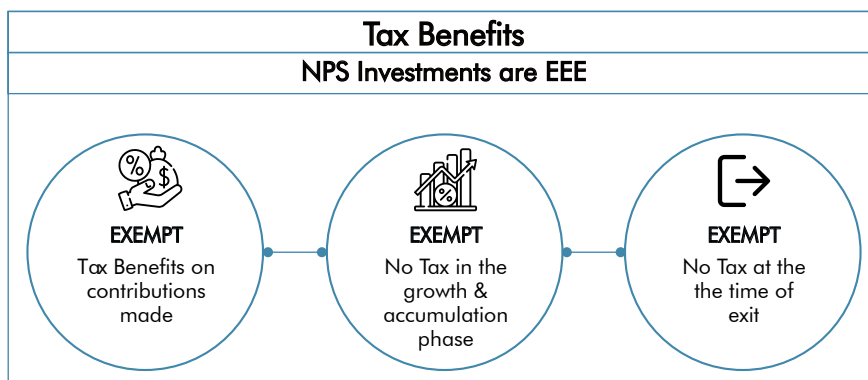 Tax Benefits
NPS Investments are EEE
EXEMPT
Tax Benefits on
contributions
made
EXEMPT
No Tax in the
growth &
accumulation
phase
EXEMPT
No Tax at the
the time of
exit